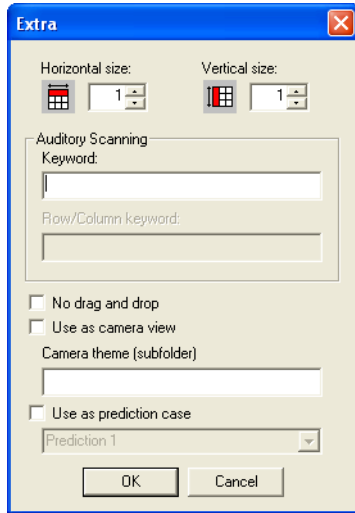 Extra
Horizontal size: Vertical size:
1 1
Auditory Scanning
Keyword:
Row/Column keyword:
No drag and drop
Use as camera view
Camera theme (subfolder)
Use as prediction case
Prediction 1
OK Cancel